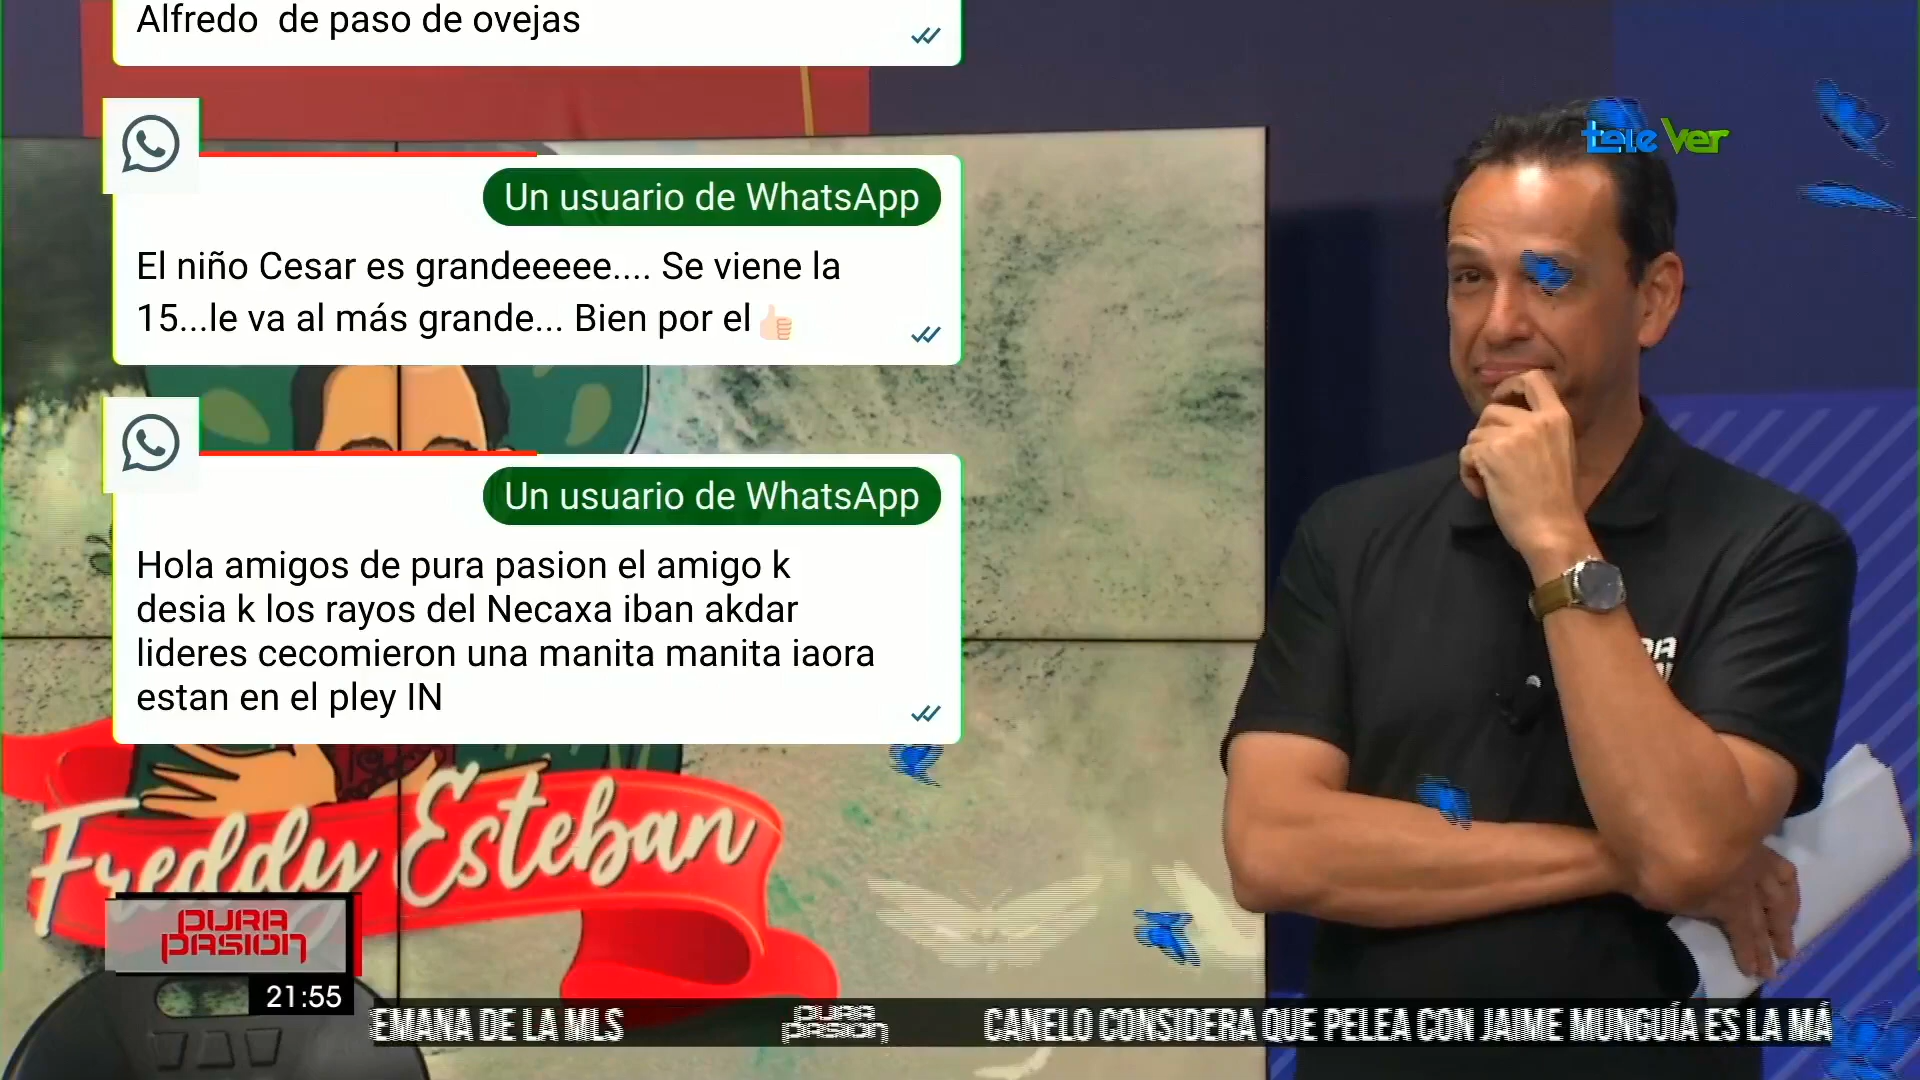 Alfredo  de paso de ovejas
tele Ver
Un usuario de WhatsApp
El niño Cesar es grandeeeee.... Se viene la
15...le va al más grande... Bien por el👍🏻
Un usuario de WhatsApp
Hola amigos de pura pasion el amigo k
desia k los rayos del Necaxa iban akdar
lideres cecomieron una manita manita iaora
estan en el pley IN
Freddy Esteban
PURA
PASION
21:55
EMANA DE LA MLS
PURA
PASION
CANELO CONSIDERA QUE PELEA CON JAIME MUNGUÍA ES LA MÁ